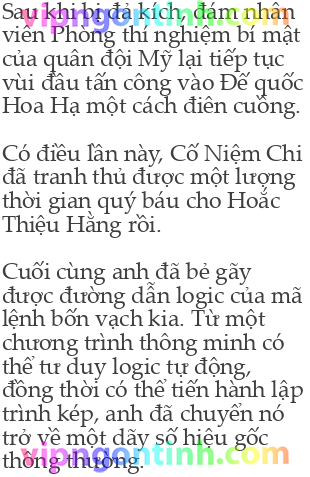 Sau khi bị đả kích, đám nhân
viên Phòng thí nghiệm bí mật
của quân đội Mỹ lại tiếp tục
vùi đầu tấn công vào Đế quốc
Hoa Hạ một cách điên cuồng.
Có điều lần này, Cố Niệm Chi
đã tranh thủ được một lượng
thời gian quý báu cho Hoắc
Thiệu Hằng rồi.
Cuối cùng anh đã bẻ gãy
được đường dẫn logic của mã
lệnh bốn vạch kia. Từ một
chương trình thông minh có
thể tư duy logic tự động,
đồng thời có thể tiến hành lập
trình kép, anh đã chuyển nó
trở về một dãy số hiệu gốc
thông thường.
vipngontinh.com
vipngontinh.com